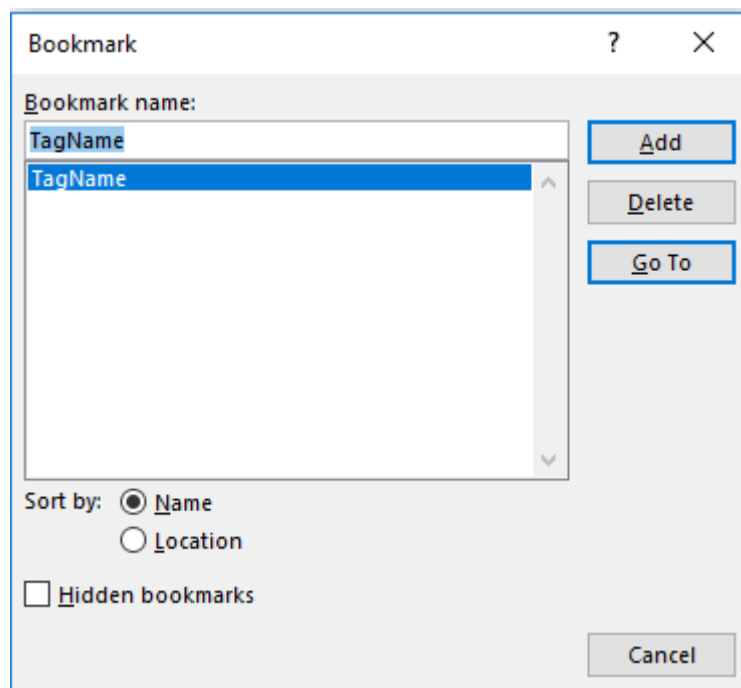 Bookmark ?
Bookmark name:
TagName
Add
TagName
Delete
Go To
Sort by: Name
Location
Hidden bookmarks
Cancel